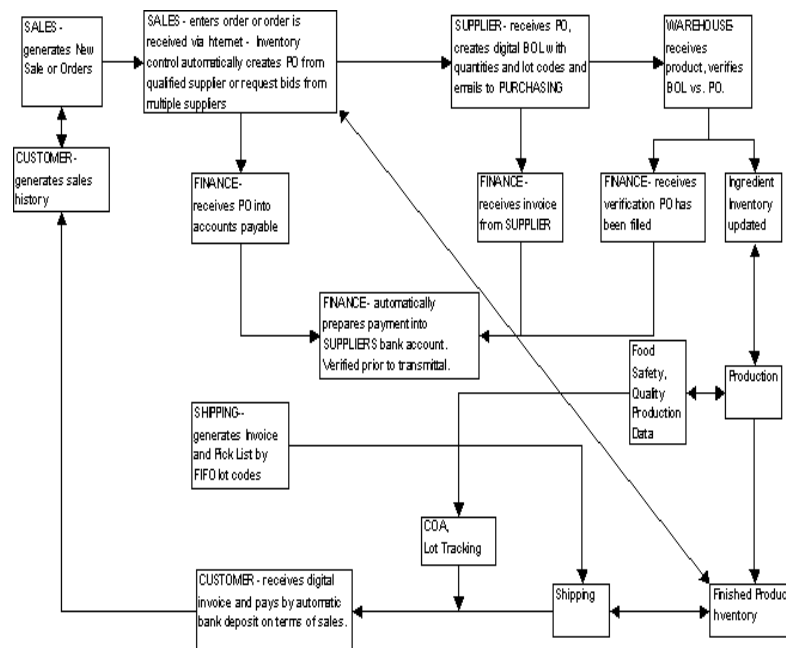 SALES -
generates New
Sale or Orders
SALES - enters order or order is
received via Internet - Inventory
control automatically creates PO from
qualified supplier or request bids from
multiple suppliers
SUPPLIER - receives PO,
creates digital BOL with
quantities and lot codes and
emails to PURCHASING
WAREHOUSE-
receives
product, verifies
BOL vs. PO.
CUSTOMER-
generates sales
history
FINANCE-
receives PO into
accounts payable
FINANCE-
receives invoice
from SUPPLIER
FINANCE- receives
verification PO has
been filled
Ingredient
Inventory
updated
FINANCE- automatically
prepares payment into
SUPPLIERS bank account.
Verified prior to transmittal.
Food
Safety,
Quality
Production
Data
Production
SHIPPING--
generates Invoice
and Pick List by
FIFO lot codes
COA,
Lot Tracking
CUSTOMER - receives digital
invoice and pays by automatic
bank deposit on terms of sales.
Shipping
Finished Product
Inventory